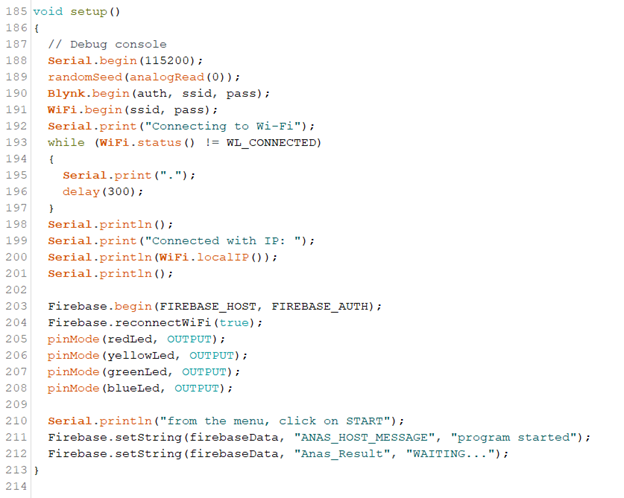 185 void setup()
186 {
187   // Debug console
188   Serial.begin(115200);
189   randomSeed(analogRead(0));
190   Blynk.begin(auth, ssid, pass);
191   WiFi.begin(ssid, pass);
192   Serial.print("Connecting to Wi-Fi");
193   while (WiFi.status() != WL_CONNECTED)
194   {
195     Serial.print(".");
196     delay(300);
197   }
198   Serial.println();
199   Serial.print("Connected with IP: ");
200   Serial.println(WiFi.localIP());
201   Serial.println();
202
203   Firebase.begin(FIREBASE_HOST, FIREBASE_AUTH);
204   Firebase.reconnectWiFi(true);
205   pinMode(redLed, OUTPUT);
206   pinMode(yellowLed, OUTPUT);
207   pinMode(greenLed, OUTPUT);
208   pinMode(blueLed, OUTPUT);
209
210   Serial.println("from the menu, click on START");
211   Firebase.setString(firebaseData, "ANAS_HOST_MESSAGE", "program started");
212   Firebase.setString(firebaseData, "Anas_Result", "WAITING...");
213 }
214